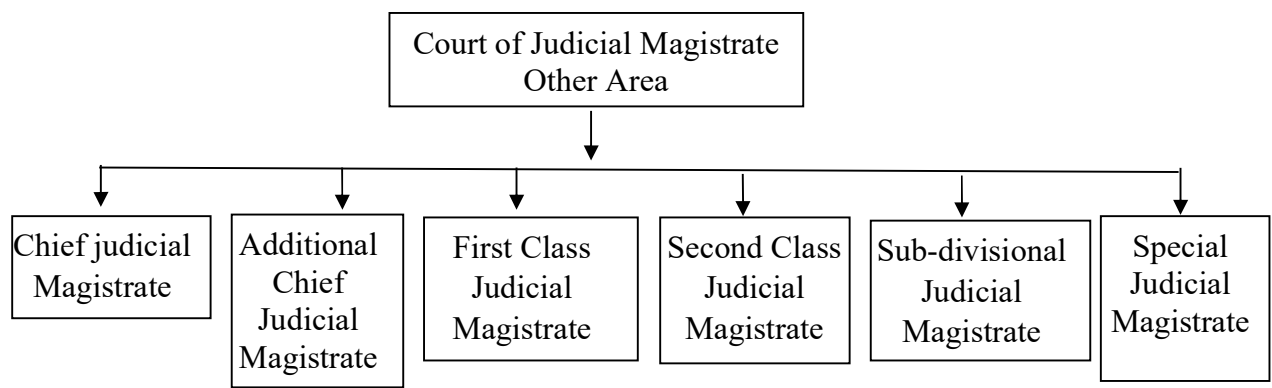 Court of Judicial Magistrate
Other Area
Chief judicial
Magistrate
Additional
Chief
Judicial
Magistrate
First Class
Judicial
Magistrate
Second Class
Judicial
Magistrate
Sub-divisional
Judicial
Magistrate
Special
Judicial
Magistrate